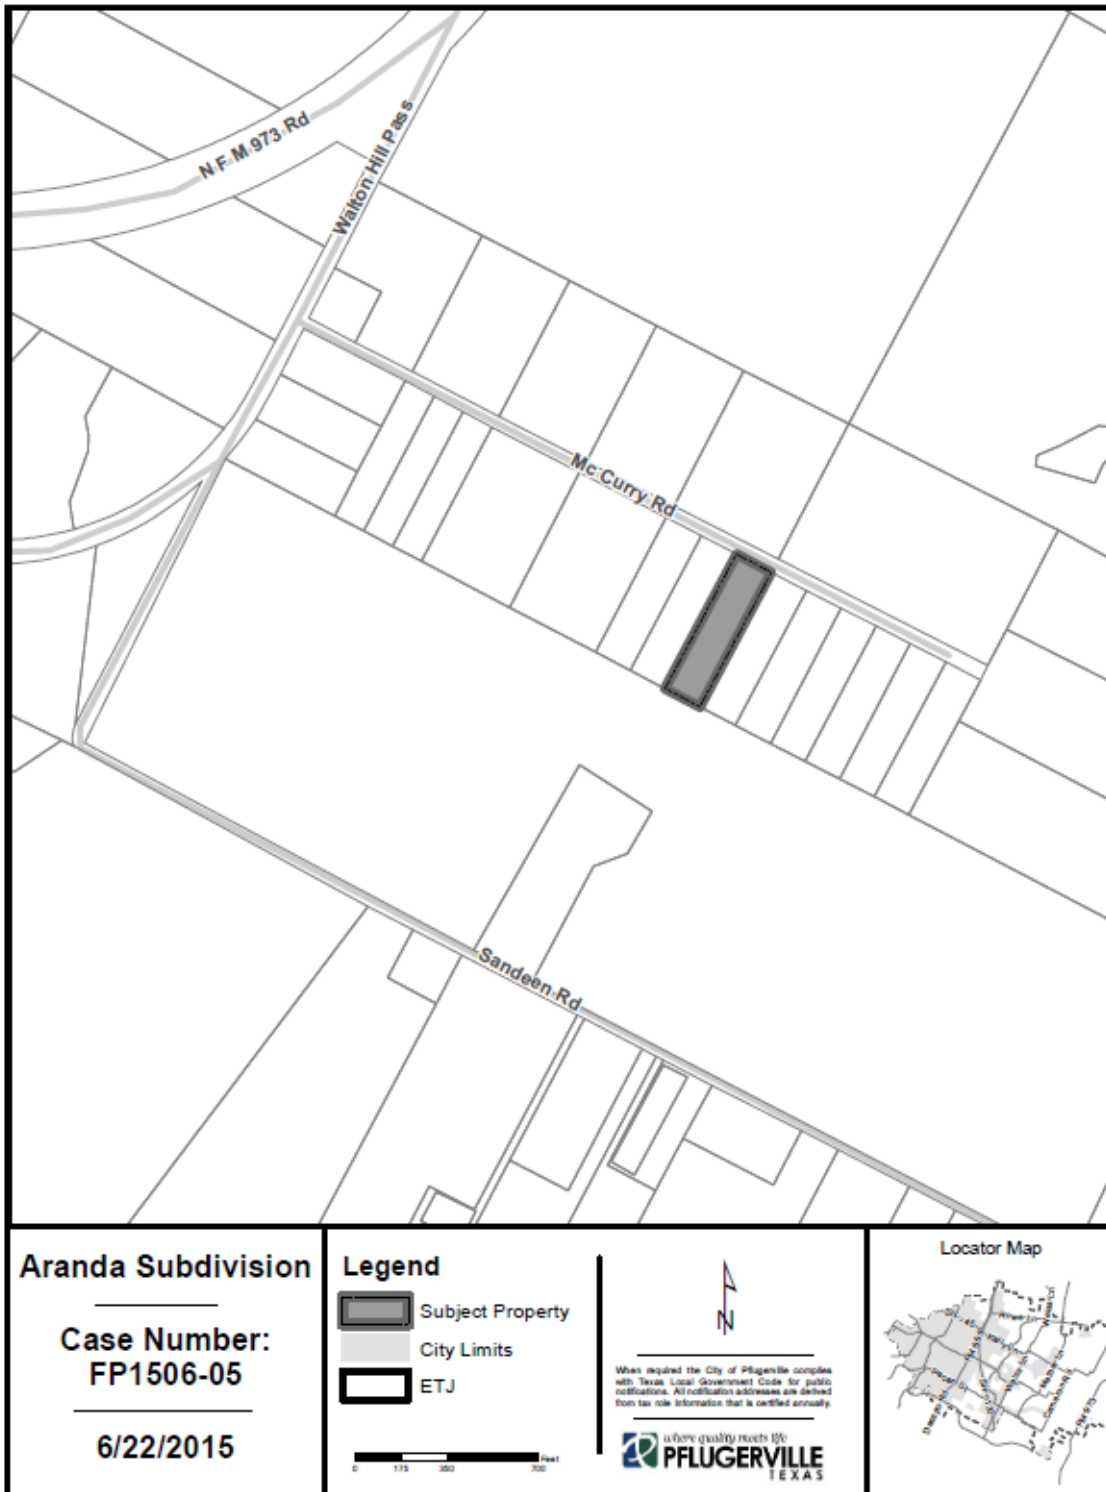 N F M 973 Rd
Walton Hill Pass
Mc Curry Rd
Sandeen Rd
Aranda Subdivision
Case Number:
FP1506-05
6/22/2015
Legend
Subject Property
City Limits
ETJ
0 175 350 700 Feet
N
When required the City of Pflugerville complies
with Texas Local Government Code for public
notifications. All notification addresses are derived
from tax role information that is certified annually.
where quality meets life
PFLUGERVILLE
TEXAS
Locator Map